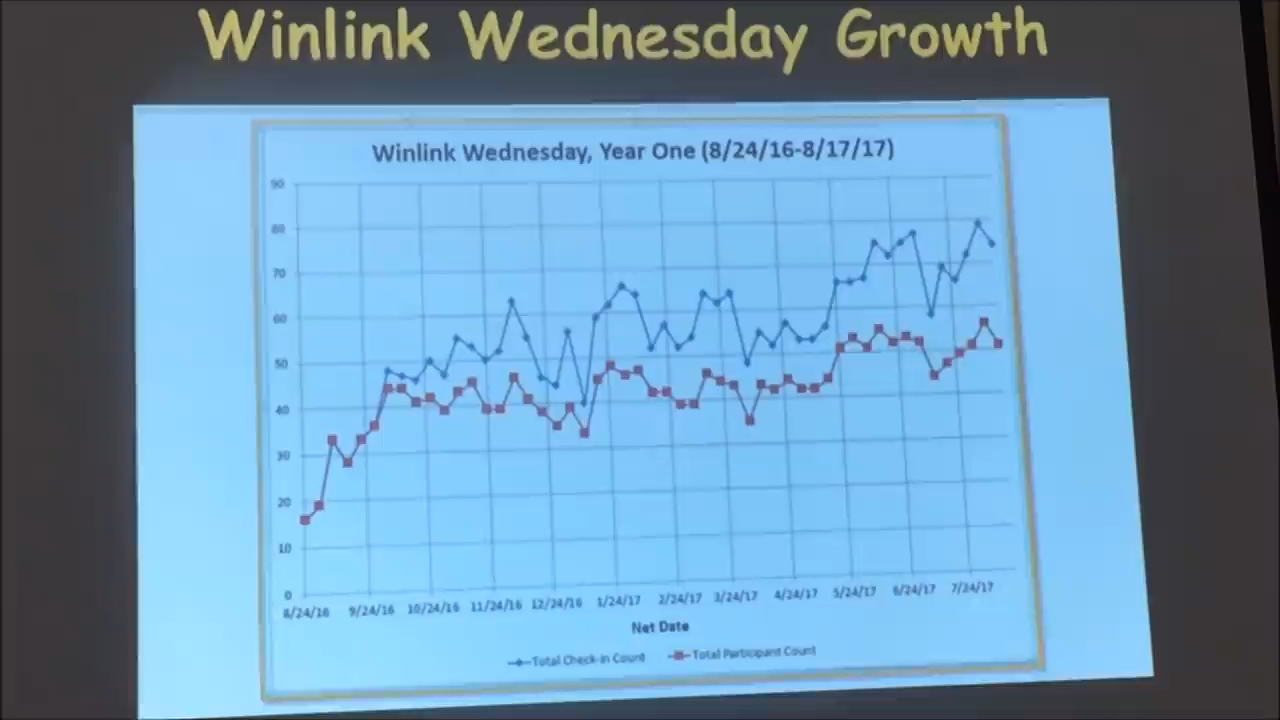 Winlink Wednesday Growth
Winlink Wednesday, Year One (8/24/16-8/17/17)
90
80
70
60
50
40
30
20
10
0
8/24/16 9/24/16 10/24/16 11/24/16 12/24/16 1/24/17 2/24/17 3/24/17 4/24/17 5/24/17 6/24/17 7/24/17
Net Date
Total Check-in Count Total Participant Count